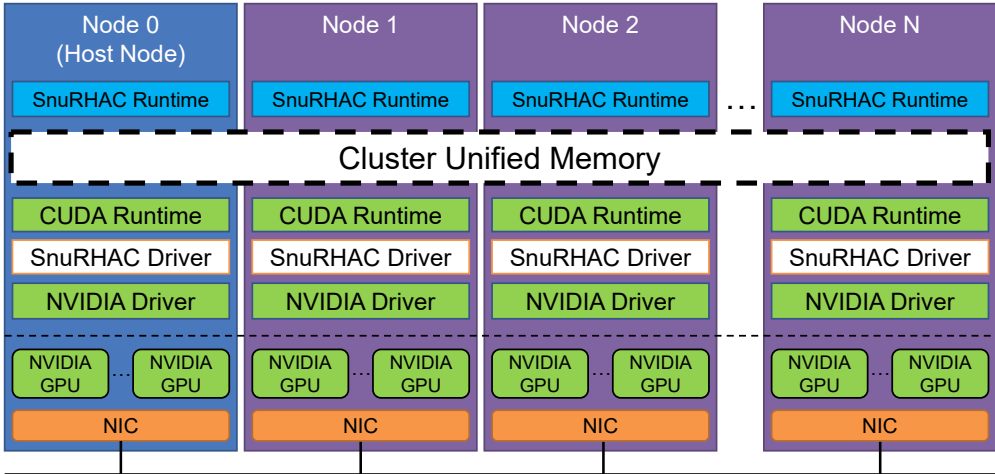 Node 0
(Host Node)
Node 1
Node 2
Node N
SnuRHAC Runtime
SnuRHAC Runtime
SnuRHAC Runtime
...
SnuRHAC Runtime
Cluster Unified Memory
CUDA Runtime
CUDA Runtime
CUDA Runtime
CUDA Runtime
SnuRHAC Driver
SnuRHAC Driver
SnuRHAC Driver
SnuRHAC Driver
NVIDIA Driver
NVIDIA Driver
NVIDIA Driver
NVIDIA Driver
NVIDIA
GPU
...
NVIDIA
GPU
NVIDIA
GPU
...
NVIDIA
GPU
NVIDIA
GPU
...
NVIDIA
GPU
NVIDIA
GPU
...
NVIDIA
GPU
NIC
NIC
NIC
NIC